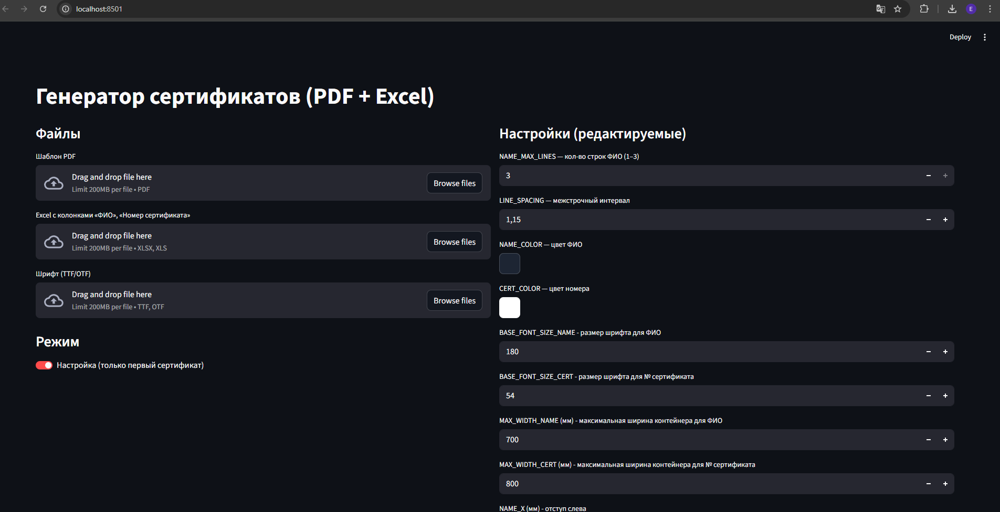 localhost:8501
E
Deploy
Генератор сертификатов (PDF + Excel)
Файлы
Шаблон PDF
Drag and drop file here
Limit 200MB per file • PDF
Browse files
Excel с колонками «ФИО», «Номер сертификата»
Drag and drop file here
Limit 200MB per file • XLSX, XLS
Browse files
Шрифт (TTF/OTF)
Drag and drop file here
Limit 200MB per file • TTF, OTF
Browse files
Режим
Настройка (только первый сертификат)
Настройки (редактируемые)
NAME_MAX_LINES — кол-во строк ФИО (1–3)
3
LINE_SPACING — межстрочный интервал
1,15
NAME_COLOR — цвет ФИО
CERT_COLOR — цвет номера
BASE_FONT_SIZE_NAME - размер шрифта для ФИО
180
BASE_FONT_SIZE_CERT - размер шрифта для № сертификата
54
MAX_WIDTH_NAME (мм) - максимальная ширина контейнера для ФИО
700
MAX_WIDTH_CERT (мм) - максимальная ширина контейнера для № сертификата
800
NAME_X (мм) - отступ слева